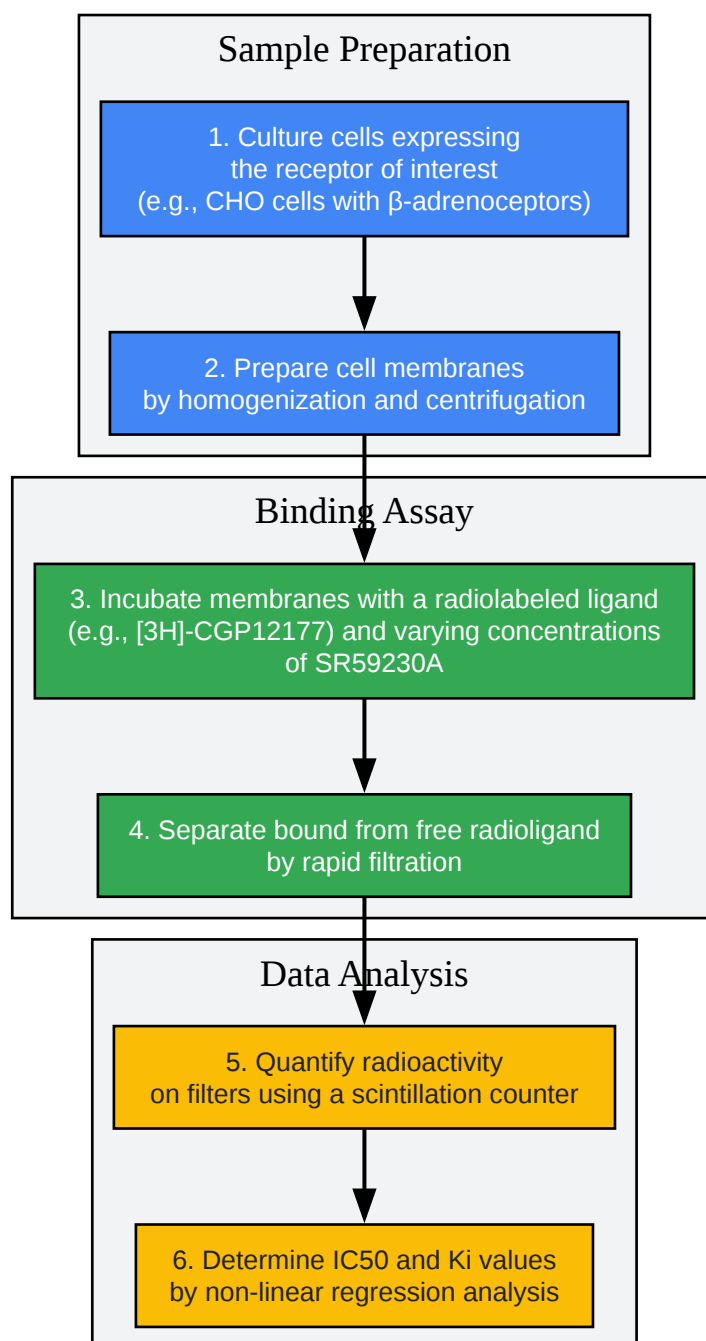 Sample Preparation
1. Culture cells expressing
the receptor of interest
(e.g., CHO cells with β-adrenoceptors)
2. Prepare cell membranes
by homogenization and centrifugation
Binding Assay
3. Incubate membranes with a radiolabeled ligand
(e.g., [3H]-CGP12177) and varying concentrations
of SR59230A
4. Separate bound from free radioligand
by rapid filtration
Data Analysis
5. Quantify radioactivity
on filters using a scintillation counter
6. Determine IC50 and Ki values
by non-linear regression analysis